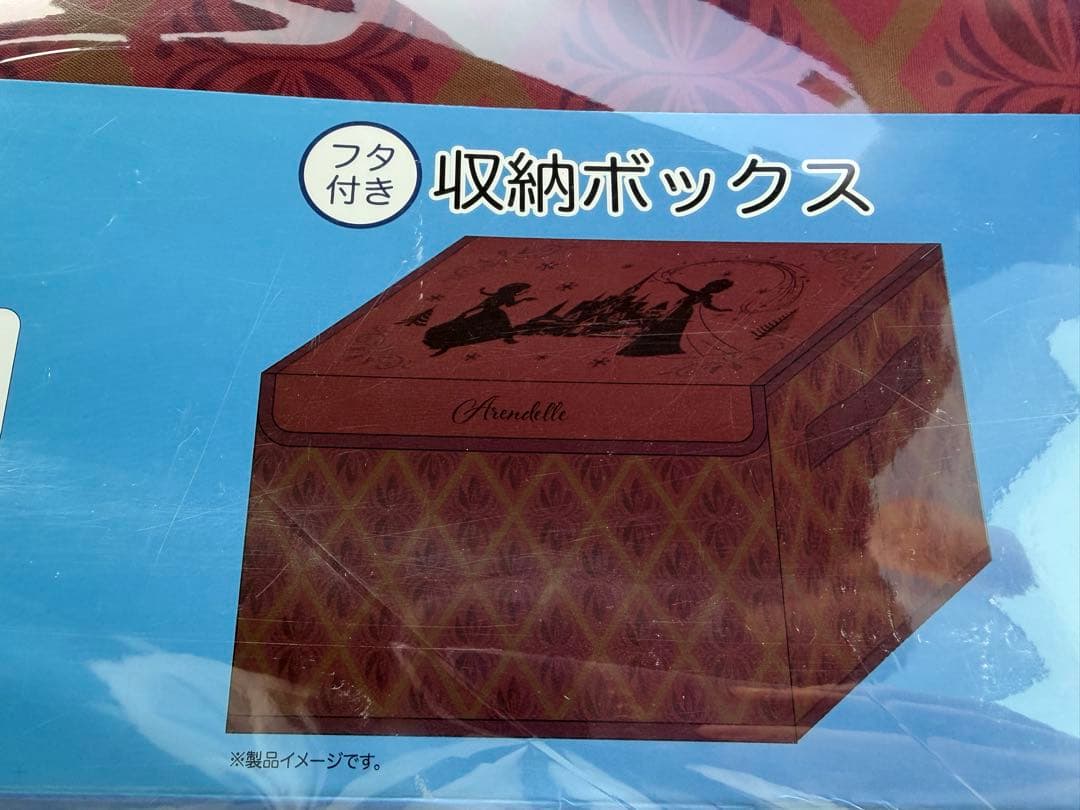 フタ
付き
収納ボックス
Arendelle
※製品イメージです。